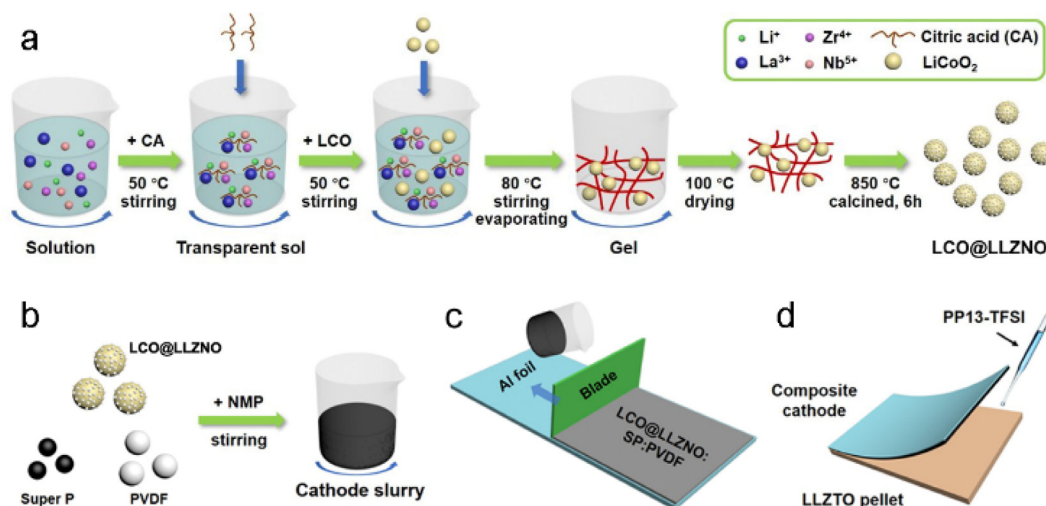 a
Li⁺
Zr⁴⁺
Citric acid (CA)
La³⁺
Nb⁵⁺
LiCoO₂
+ CA
50 °C
stirring
+ LCO
50 °C
stirring
80 °C
stirring
evaporating
100 °C
drying
850 °C
calcined, 6h
Solution
Transparent sol
Gel
LCO@LLZNO
b
LCO@LLZNO
+ NMP
stirring
Super P
PVDF
Cathode slurry
c
Al foil
Blade
LCO@LLZNO:
SP:PVDF
d
PP13-TFSI
Composite
cathode
LLZTO pellet